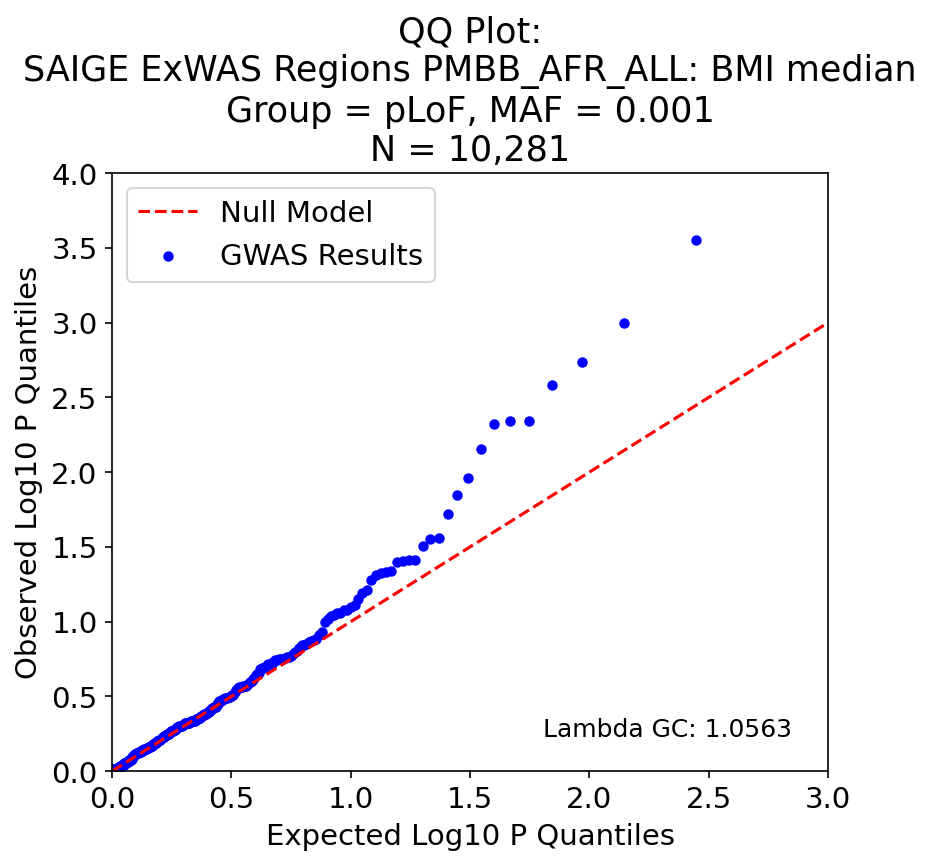 QQ Plot:
SAIGE ExWAS Regions PMBB_AFR_ALL: BMI median
Group = pLoF, MAF = 0.001
N = 10,281
Null Model
GWAS Results
Observed Log10 P Quantiles
4.0
3.5
3.0
2.5
2.0
1.5
1.0
0.5
0.0
Lambda GC: 1.0563
0.0 0.5 1.0 1.5 2.0 2.5 3.0
Expected Log10 P Quantiles